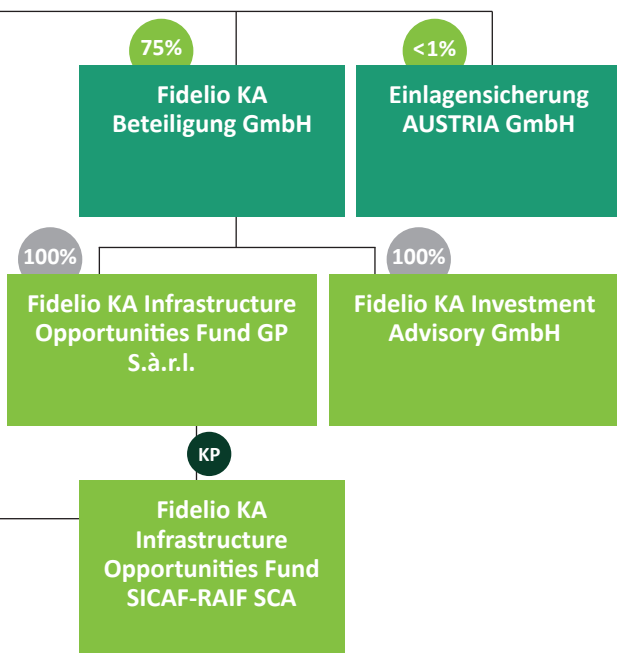 75%
Fidelio KA
Beteiligung GmbH
<1%
Einlagensicherung
AUSTRIA GmbH
100%
Fidelio KA Infrastructure
Opportunities Fund GP
S.à.r.l.
100%
Fidelio KA Investment
Advisory GmbH
KP
Fidelio KA
Infrastructure
Opportunities Fund
SICAF-RAIF SCA